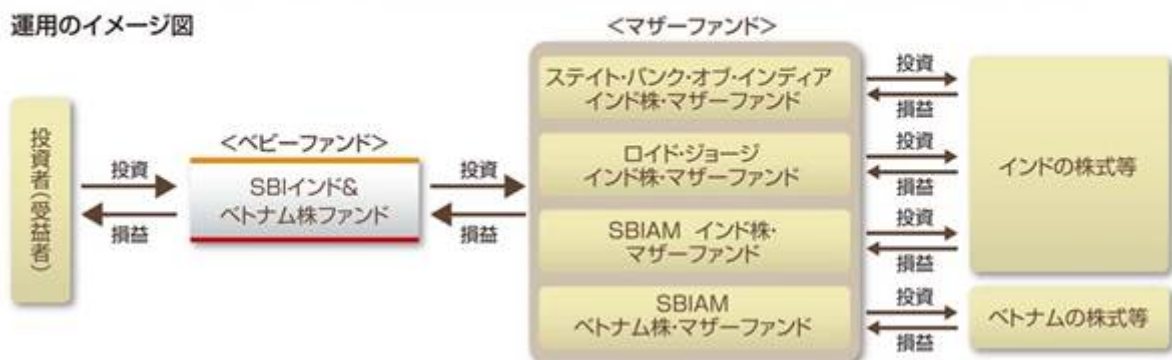 運用のイメージ図
<マザーファンド>
ステイト・バンク・オブ・インディア
インド株・マザーファンド
投資
損益
投資者(受益者)
投資
損益
<ベビーファンド>
SBIインド&
ベトナム株ファンド
投資
損益
ロイド・ジョージ
インド株・マザーファンド
投資
損益
インドの株式等
SBIAM インド株・
マザーファンド
投資
損益
SBIAM
ベトナム株・マザーファンド
投資
損益
ベトナムの株式等